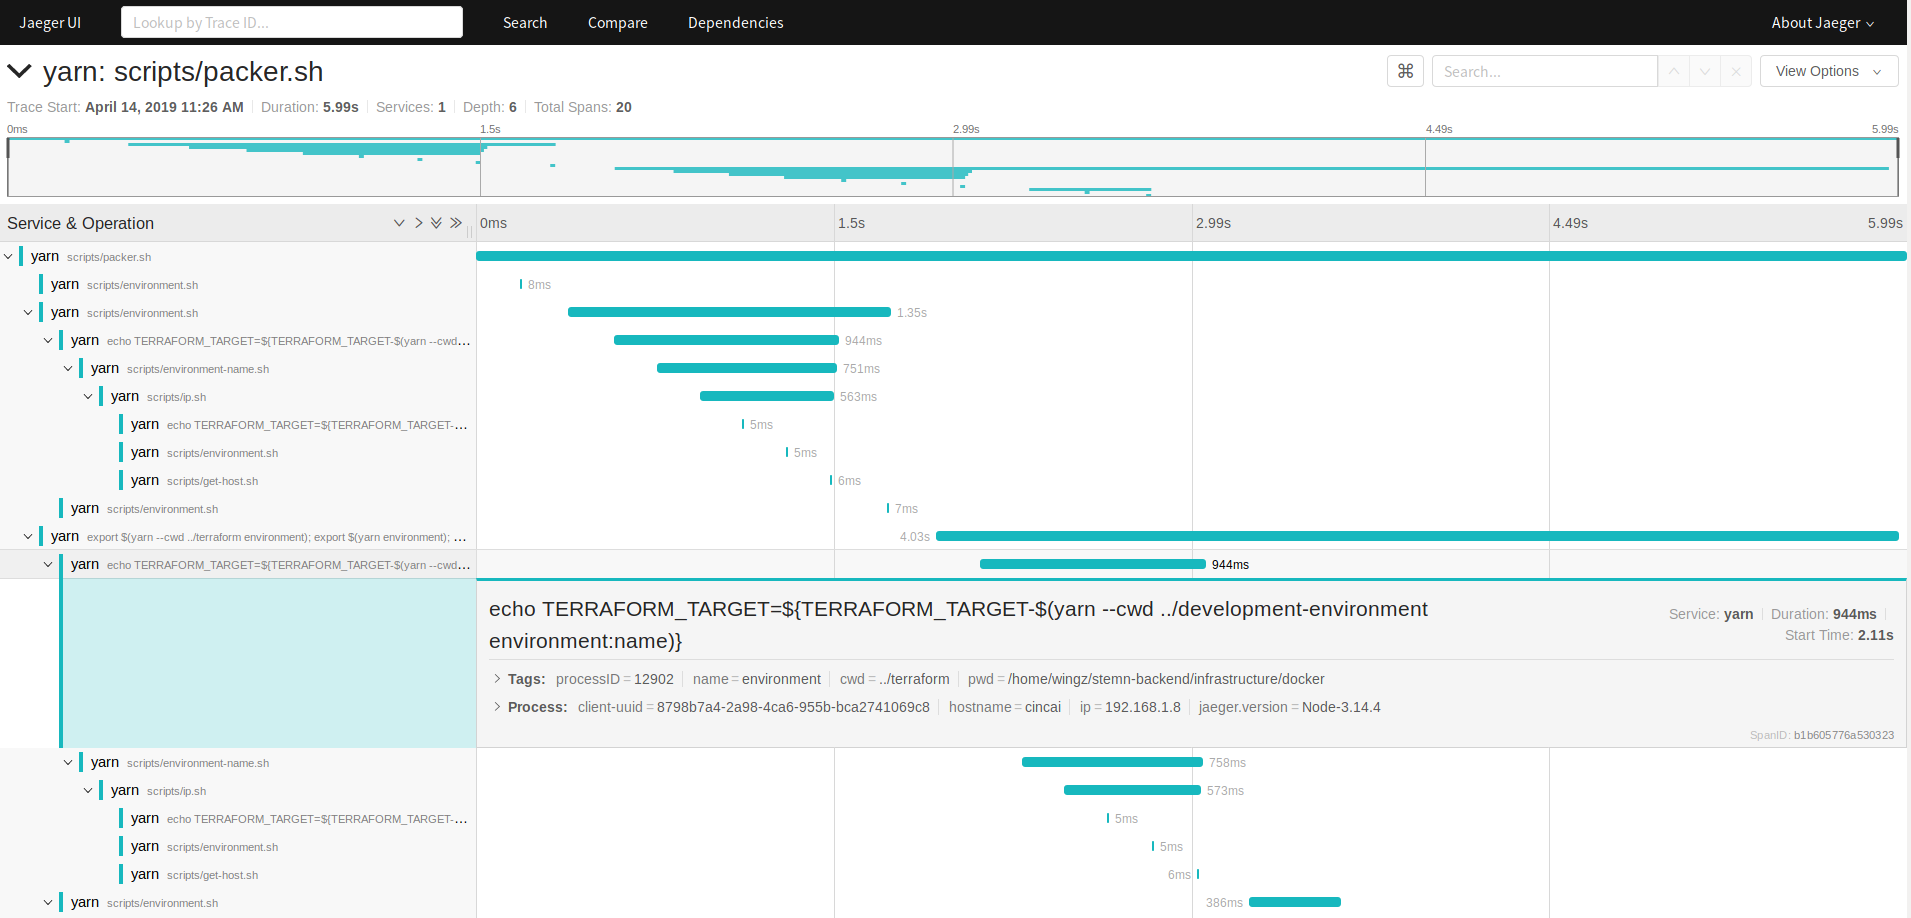 Jaeger UI Lookup by Trace ID... Search Compare Dependencies About Jaeger
yarn: scripts/packer.sh ⌘ Search... View Options
Trace Start: April 14, 2019 11:26 AM Duration: 5.99s Services: 1 Depth: 6 Total Spans: 20
0ms 1.5s 2.99s 4.49s 5.99s
Service & Operation 0ms 1.5s 2.99s 4.49s 5.99s
yarn scripts/packer.sh
yarn scripts/environment.sh 8ms
yarn scripts/environment.sh 1.35s
yarn echo TERRAFORM_TARGET=${TERRAFORM_TARGET-$(yarn --cwd... 944ms
yarn scripts/environment-name.sh 751ms
yarn scripts/ip.sh 563ms
yarn echo TERRAFORM_TARGET=${TERRAFORM_TARGET-... 5ms
yarn scripts/environment.sh 5ms
yarn scripts/get-host.sh 6ms
yarn scripts/environment.sh 7ms
yarn export $(yarn --cwd ../terraform environment); export $(yarn environment); ... 4.03s
yarn echo TERRAFORM_TARGET=${TERRAFORM_TARGET-$(yarn --cwd... 944ms
echo TERRAFORM_TARGET=${TERRAFORM_TARGET-$(yarn --cwd ../development-environment
environment:name)}
Service: yarn Duration: 944ms
Start Time: 2.11s
Tags: processID = 12902 name = environment cwd = ../terraform pwd = /home/wingz/stemn-backend/infrastructure/docker
Process: client-uuid = 8798b7a4-2a98-4ca6-955b-bca2741069c8 hostname = cincai ip = 192.168.1.8 jaeger.version = Node-3.14.4
SpanID: b1b605776a530323
yarn scripts/environment-name.sh 758ms
yarn scripts/ip.sh 573ms
yarn echo TERRAFORM_TARGET=${TERRAFORM_TARGET-... 5ms
yarn scripts/environment.sh 5ms
yarn scripts/get-host.sh 6ms
yarn scripts/environment.sh 386ms